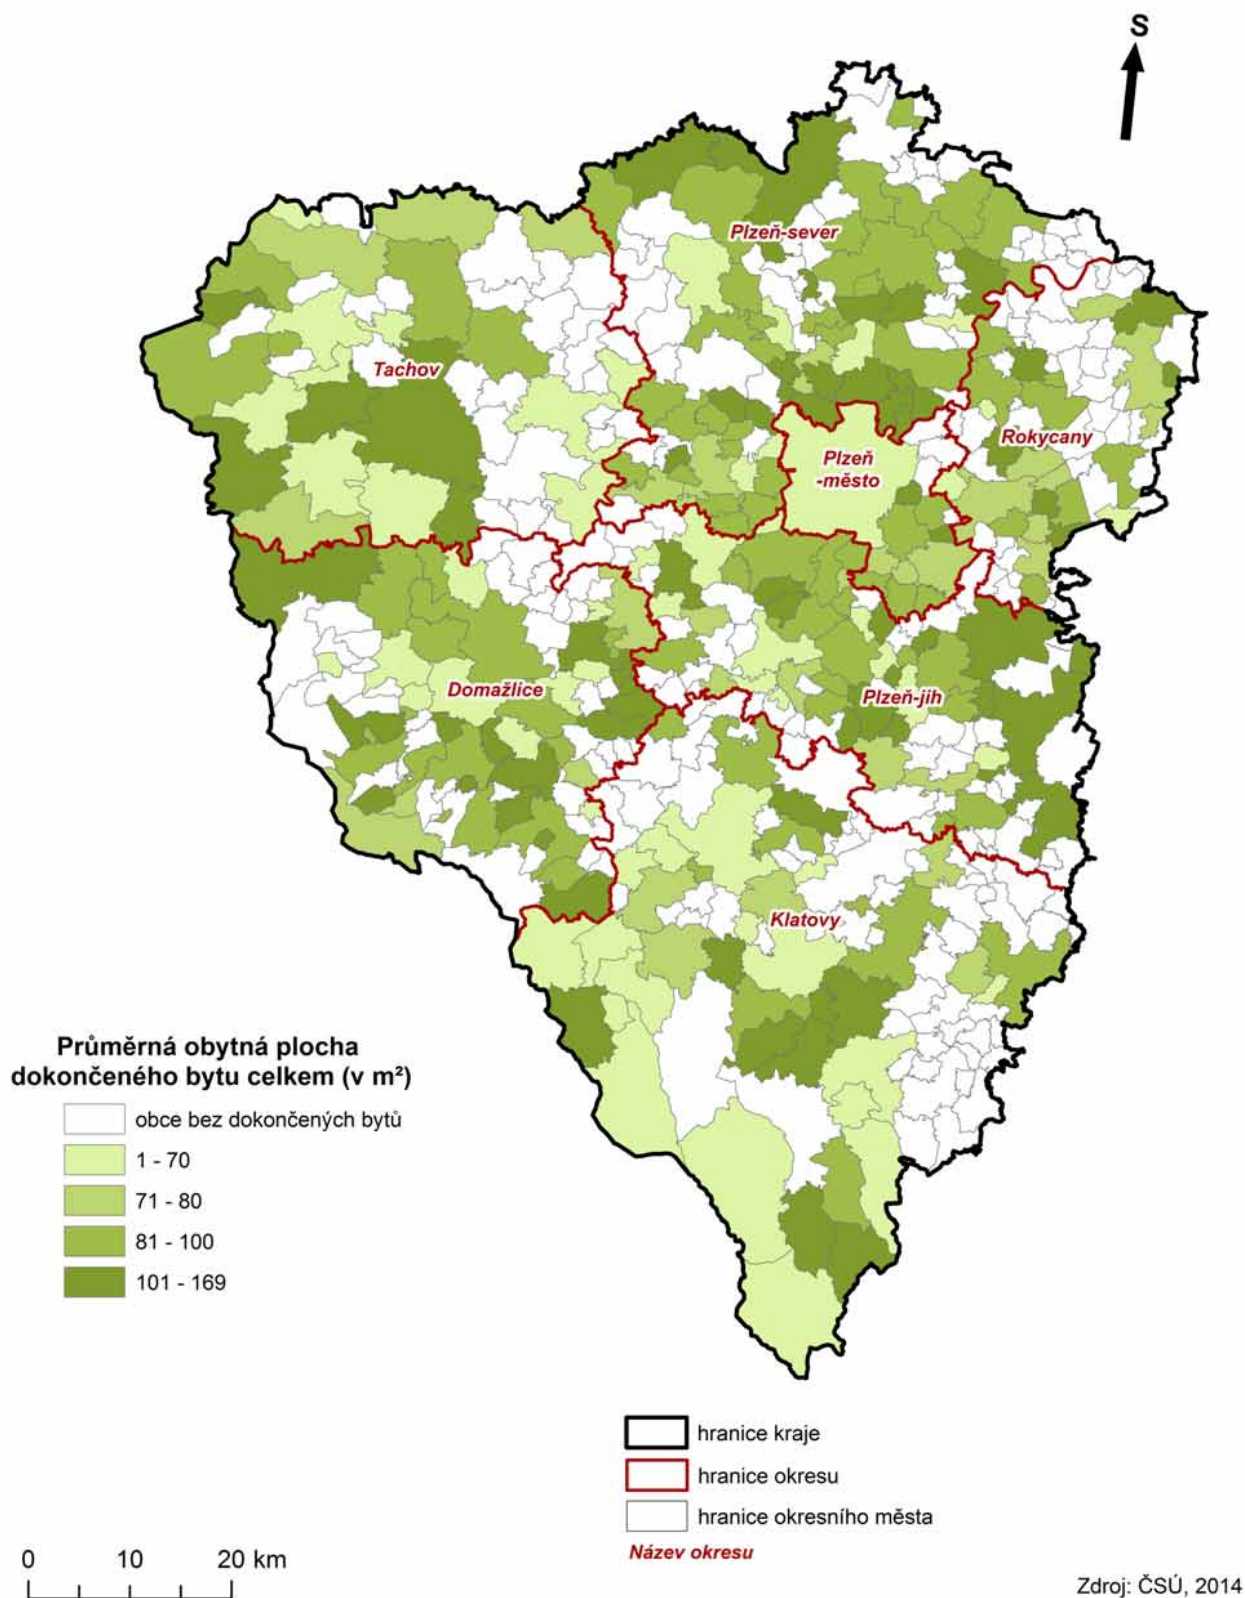 S
Plzeň-sever
Tachov
Rokycany
Plzeň
-město
Domažlice
Plzeň-jih
Klatovy
Průměrná obytná plocha
dokončeného bytu celkem (v m²)
obce bez dokončených bytů
1 - 70
71 - 80
81 - 100
101 - 169
hranice kraje
hranice okresu
hranice okresního města
Název okresu
0 10 20 km
Zdroj: ČSÚ, 2014